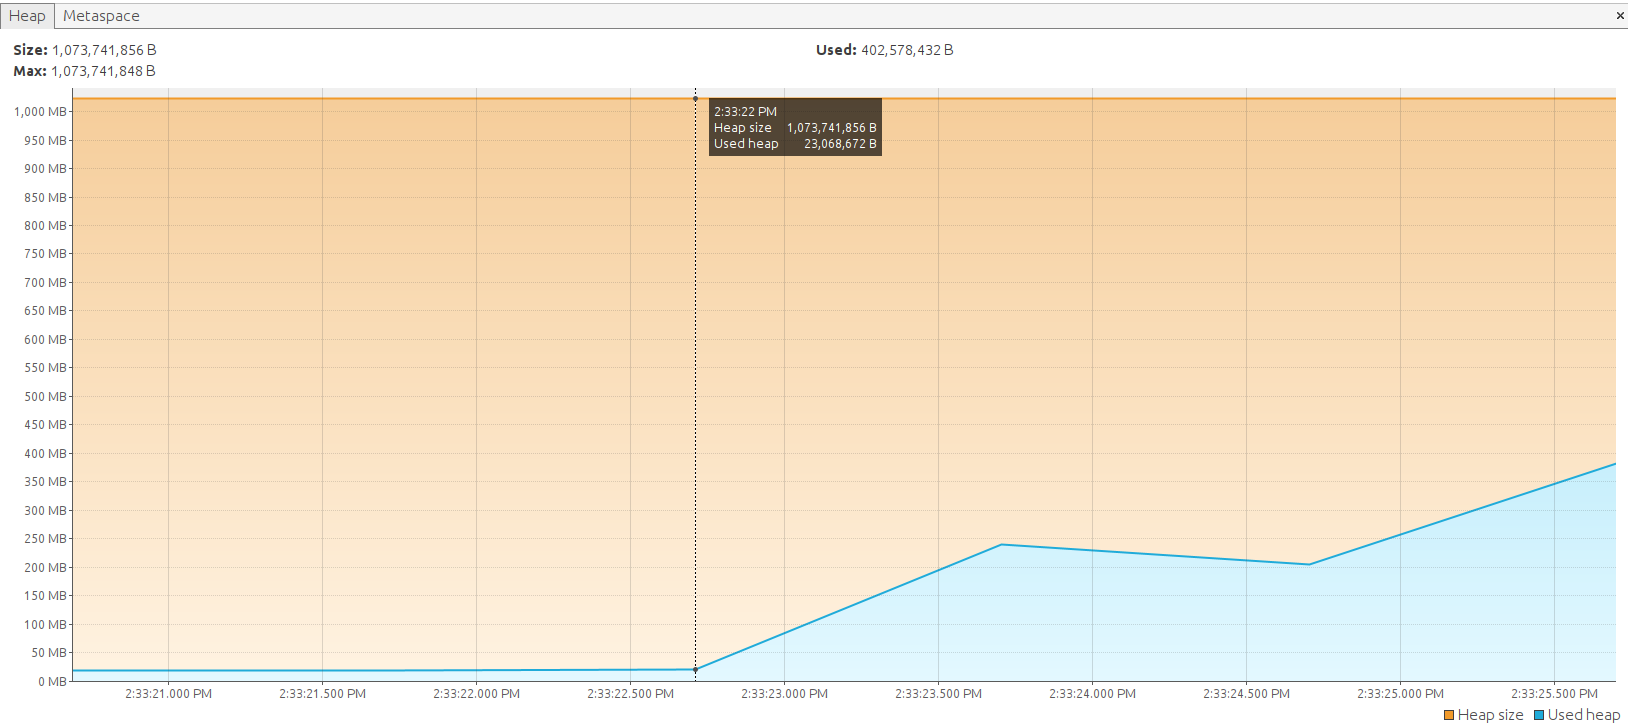 Heap Metaspace ×
Size: 1,073,741,856 B Used: 402,578,432 B
Max: 1,073,741,848 B
1,000 MB
950 MB
900 MB
850 MB
800 MB
750 MB
700 MB
650 MB
600 MB
550 MB
500 MB
450 MB
400 MB
350 MB
300 MB
250 MB
200 MB
150 MB
100 MB
50 MB
0 MB
2:33:22 PM
Heap size 1,073,741,856 B
Used heap 23,068,672 B
2:33:21.000 PM 2:33:21.500 PM 2:33:22.000 PM 2:33:22.500 PM 2:33:23.000 PM 2:33:23.500 PM 2:33:24.000 PM 2:33:24.500 PM 2:33:25.000 PM 2:33:25.500 PM
Heap size Used heap